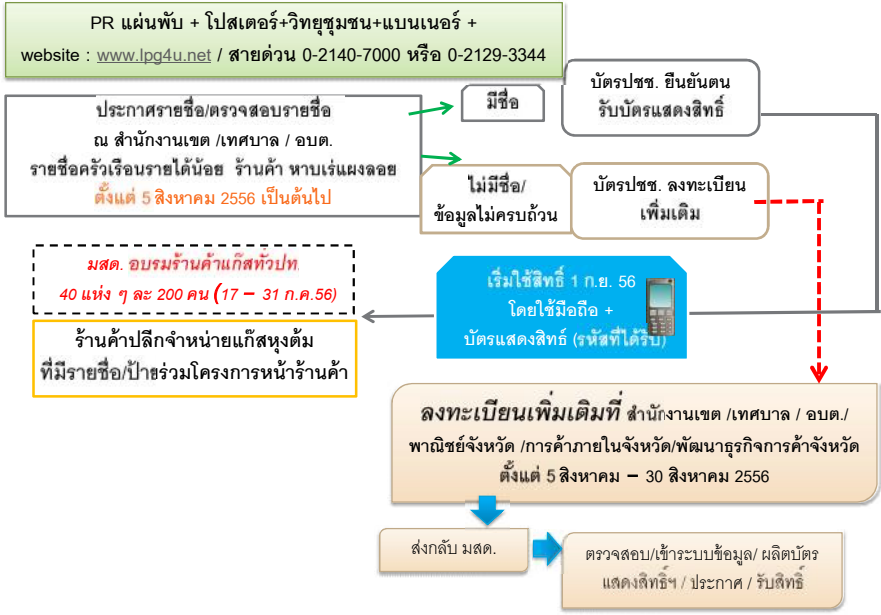 PR แผ่นพับ + โปสเตอร์+วิทยุชุมชน+แบนเนอร์ +
website : www.lpg4u.net / สายด่วน 0-2140-7000 หรือ 0-2129-3344
ประกาศรายชื่อ/ตรวจสอบรายชื่อ
ณ สำนักงานเขต /เทศบาล / อบต.
รายชื่อครัวเรือนรายได้น้อย ร้านค้า หาบเร่แผงลอย
ตั้งแต่ 5 สิงหาคม 2556 เป็นต้นไป
มีชื่อ
บัตรปชช. ยืนยันตน
รับบัตรแสดงสิทธิ์
ไม่มีชื่อ/
ข้อมูลไม่ครบถ้วน
บัตรปชช. ลงทะเบียน
เพิ่มเติม
มสด. อบรมร้านค้าแก๊สทั่วปท.
40 แห่ง ๆ ละ 200 คน (17 – 31 ก.ค.56)
เริ่มใช้สิทธิ์ 1 ก.ย. 56
โดยใช้มือถือ +
บัตรแสดงสิทธิ์ (รหัสที่ได้รับ)
ร้านค้าปลีกจำหน่ายแก๊สหุงต้ม
ที่มีรายชื่อ/ป้ายร่วมโครงการหน้าร้านค้า
ลงทะเบียนเพิ่มเติมที่ สำนักงานเขต /เทศบาล / อบต./
พาณิชย์จังหวัด /การค้าภายในจังหวัด/พัฒนาธุรกิจการค้าจังหวัด
ตั้งแต่ 5 สิงหาคม – 30 สิงหาคม 2556
ส่งกลับ มสด.
ตรวจสอบ/เข้าระบบข้อมูล/ ผลิตบัตร
แสดงสิทธิ์ฯ / ประกาศ / รับสิทธิ์